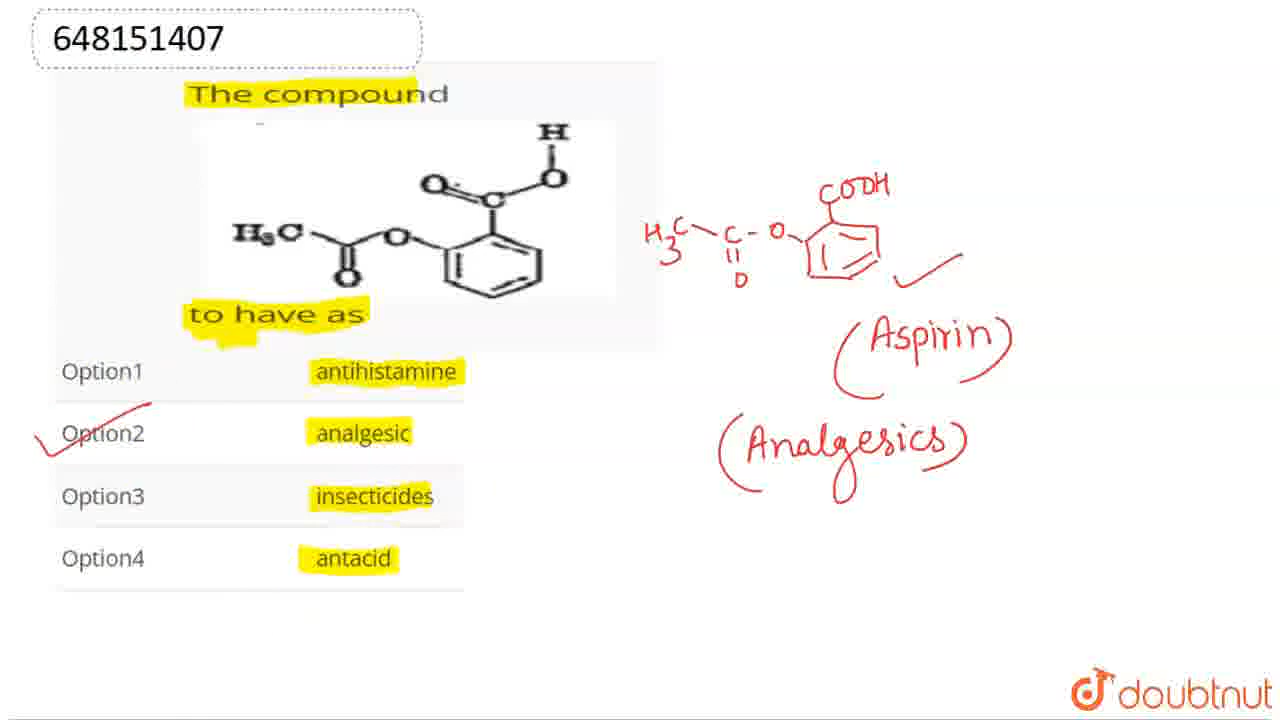 648151407
The compound
H
O
O
C
H₃C
O
O
to have as
Option1 antihistamine
Option2 analgesic
Option3 insecticides
Option4 antacid
COOH
H₃C C O
O
(Aspirin)
(Analgesics)
doubtnut